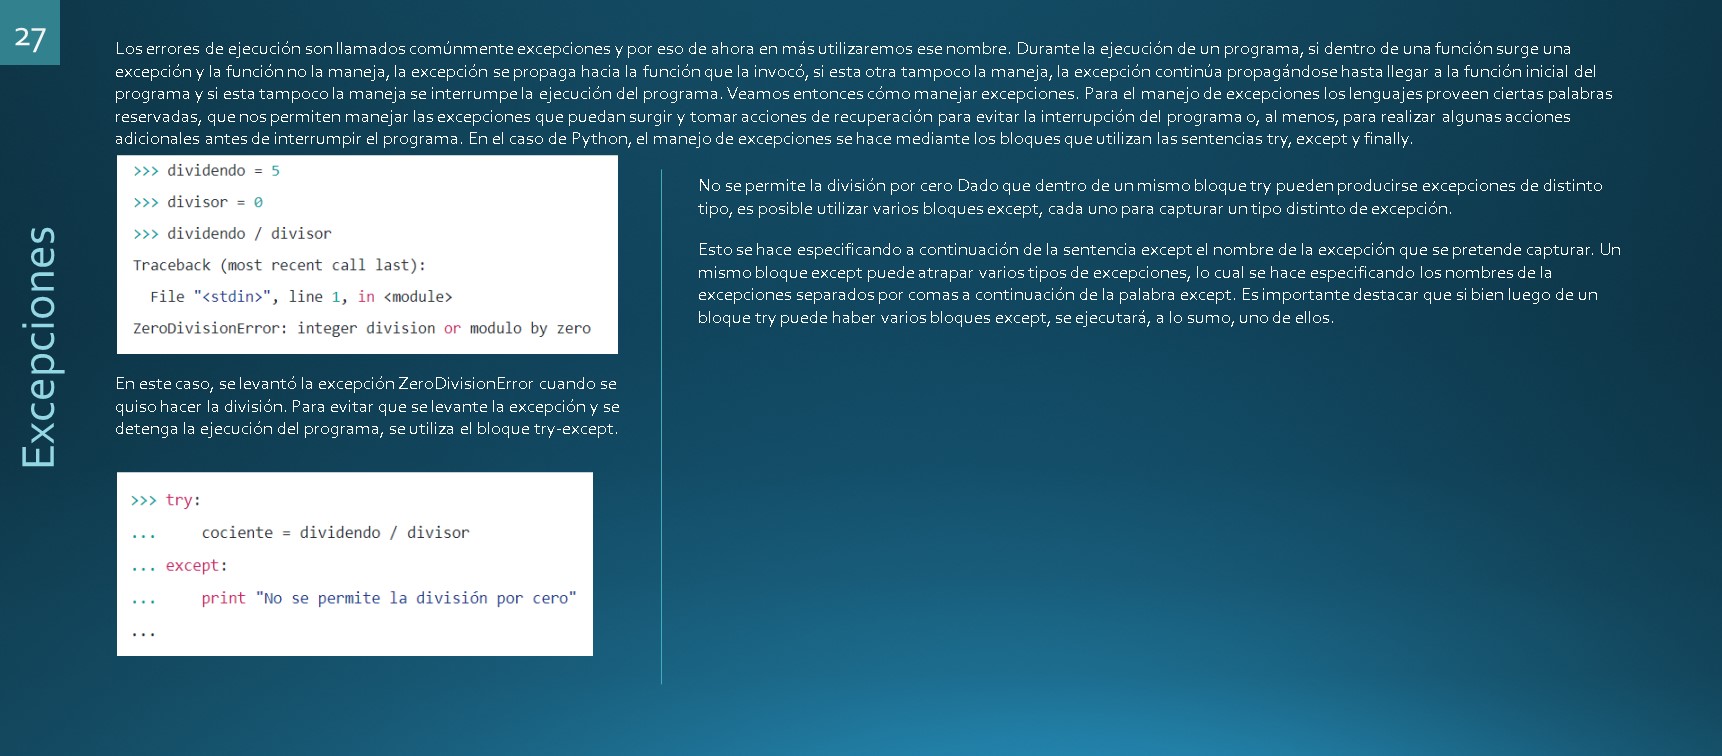 27
Excepciones
Los errores de ejecución son llamados comúnmente excepciones y por eso de ahora en más utilizaremos ese nombre. Durante la ejecución de un programa, si dentro de una función surge una
excepción y la función no la maneja, la excepción se propaga hacia la función que la invocó, si esta otra tampoco la maneja, la excepción continúa propagándose hasta llegar a la función inicial del
programa y si esta tampoco la maneja se interrumpe la ejecución del programa. Veamos entonces cómo manejar excepciones. Para el manejo de excepciones los lenguajes proveen ciertas palabras
reservadas, que nos permiten manejar las excepciones que puedan surgir y tomar acciones de recuperación para evitar la interrupción del programa o, al menos, para realizar algunas acciones
adicionales antes de interrumpir el programa. En el caso de Python, el manejo de excepciones se hace mediante los bloques que utilizan las sentencias try, except y finally.
>>> dividendo = 5
>>> divisor = 0
>>> dividendo / divisor
Traceback (most recent call last):
  File "<stdin>", line 1, in <module>
ZeroDivisionError: integer division or modulo by zero
En este caso, se levantó la excepción ZeroDivisionError cuando se
quiso hacer la división. Para evitar que se levante la excepción y se
detenga la ejecución del programa, se utiliza el bloque try-except.
>>> try:
...     cociente = dividendo / divisor
... except:
...     print "No se permite la división por cero"
...
No se permite la división por cero Dado que dentro de un mismo bloque try pueden producirse excepciones de distinto
tipo, es posible utilizar varios bloques except, cada uno para capturar un tipo distinto de excepción.
Esto se hace especificando a continuación de la sentencia except el nombre de la excepción que se pretende capturar. Un
mismo bloque except puede atrapar varios tipos de excepciones, lo cual se hace especificando los nombres de la
excepciones separados por comas a continuación de la palabra except. Es importante destacar que si bien luego de un
bloque try puede haber varios bloques except, se ejecutará, a lo sumo, uno de ellos.